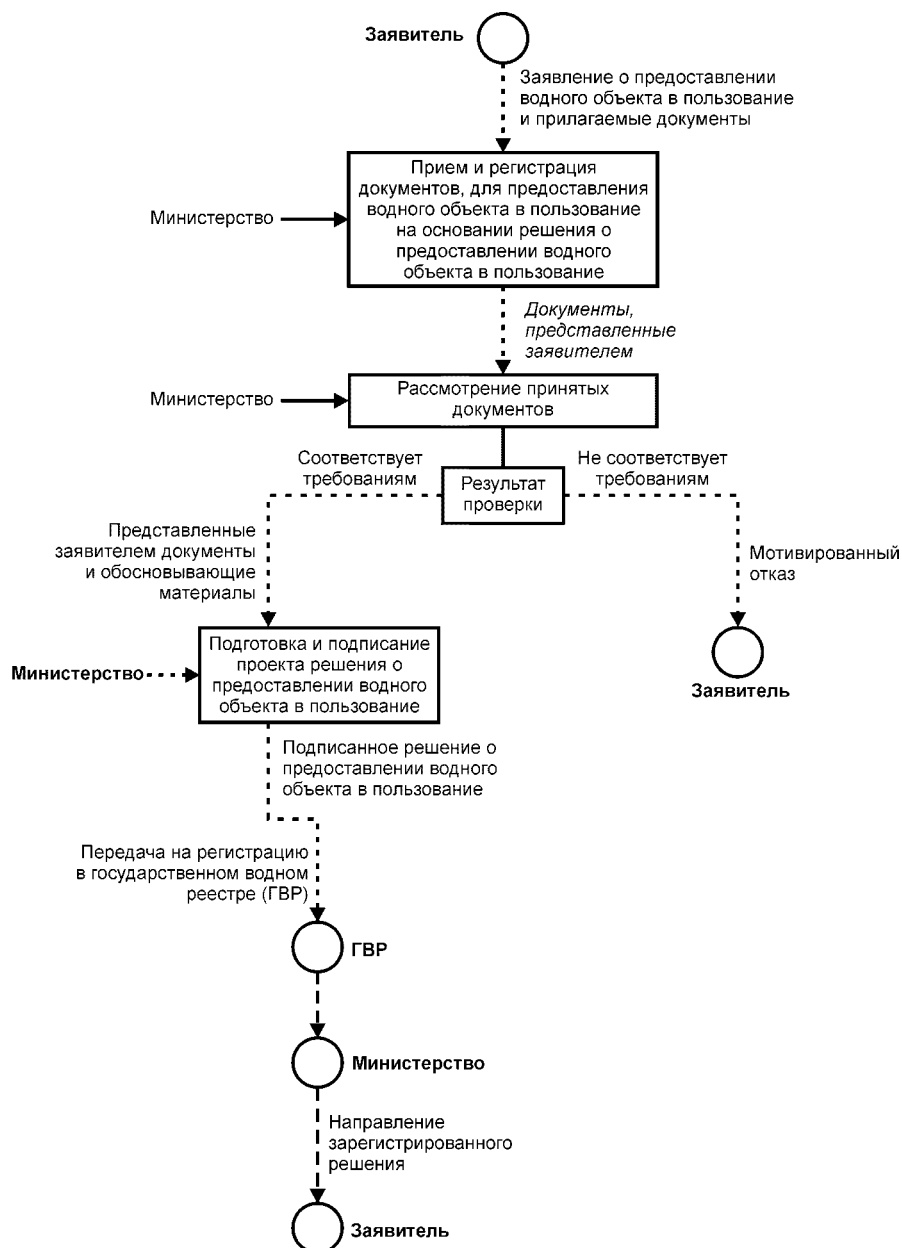 Заявитель
Заявление о предоставлении
водного объекта в пользование
и прилагаемые документы
Прием и регистрация
документов, для предоставления
водного объекта в пользование
на основании решения о
предоставлении водного
объекта в пользование
Министерство
Документы,
представленные
заявителем
Министерство
Рассмотрение принятых
документов
Соответствует
требованиям
Результат
проверки
Не соответствует
требованиям
Представленные
заявителем документы
и обосновывающие
материалы
Мотивированный
отказ
Министерство
Подготовка и подписание
проекта решения о
предоставлении водного
объекта в пользование
Заявитель
Подписанное решение о
предоставлении водного
объекта в пользование
Передача на регистрацию
в государственном водном
реестре (ГВР)
ГВР
Министерство
Направление
зарегистрированного
решения
Заявитель